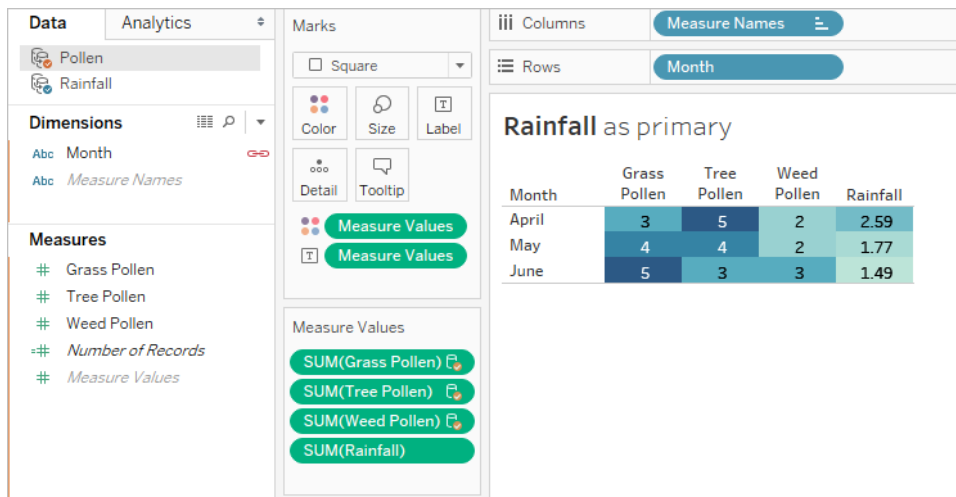 Data
Analytics
Pollen
Rainfall
Dimensions
Abc Month
Abc Measure Names
Measures
# Grass Pollen
# Tree Pollen
# Weed Pollen
=# Number of Records
# Measure Values
Marks
Square
Color Size Label
T
Detail Tooltip
Measure Values
T Measure Values
Measure Values
SUM(Grass Pollen)
SUM(Tree Pollen)
SUM(Weed Pollen)
SUM(Rainfall)
Columns Measure Names
Rows Month
Rainfall as primary
Grass Tree Weed
Month Pollen Pollen Pollen Rainfall
April 3 5 2 2.59
May 4 4 2 1.77
June 5 3 3 1.49